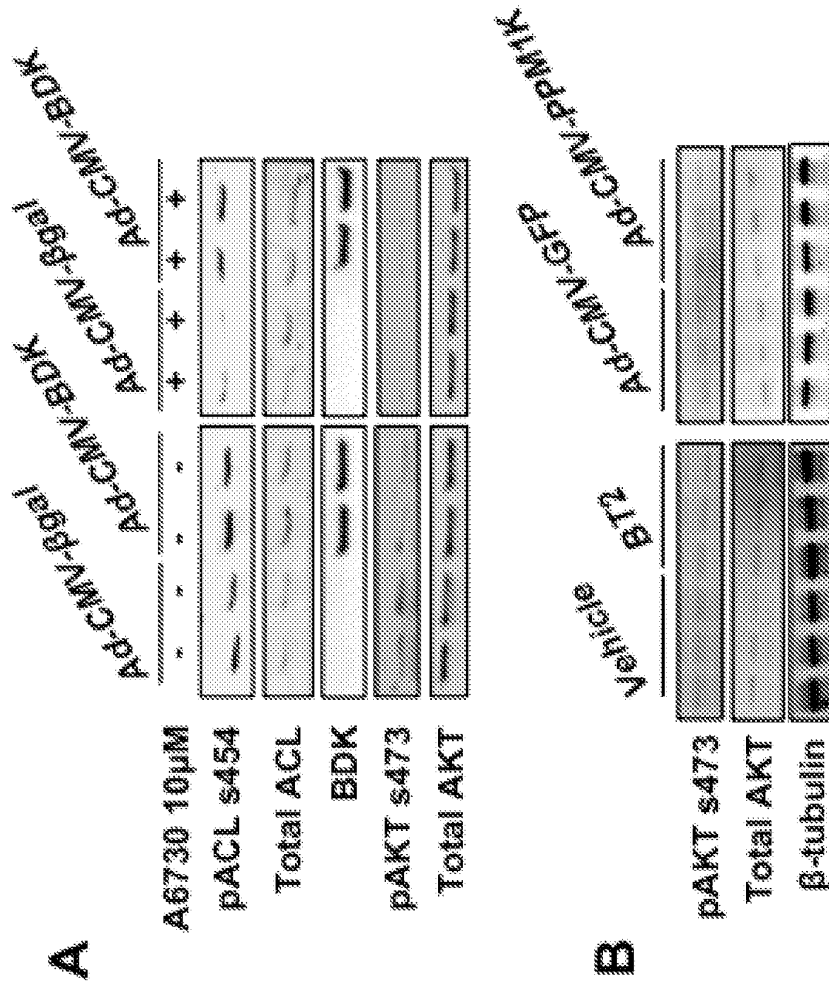 A
Ad-CMV-βgal Ad-CMV-BDK Ad-CMV-βgal Ad-CMV-BDK
A6730 10µM - - - - + + + +
pACL s454
Total ACL
BDK
pAKT s473
Total AKT
B
Vehicle BT2 Ad-CMV-GFP Ad-CMV-PPM1K
pAKT s473
Total AKT
β-tubulin